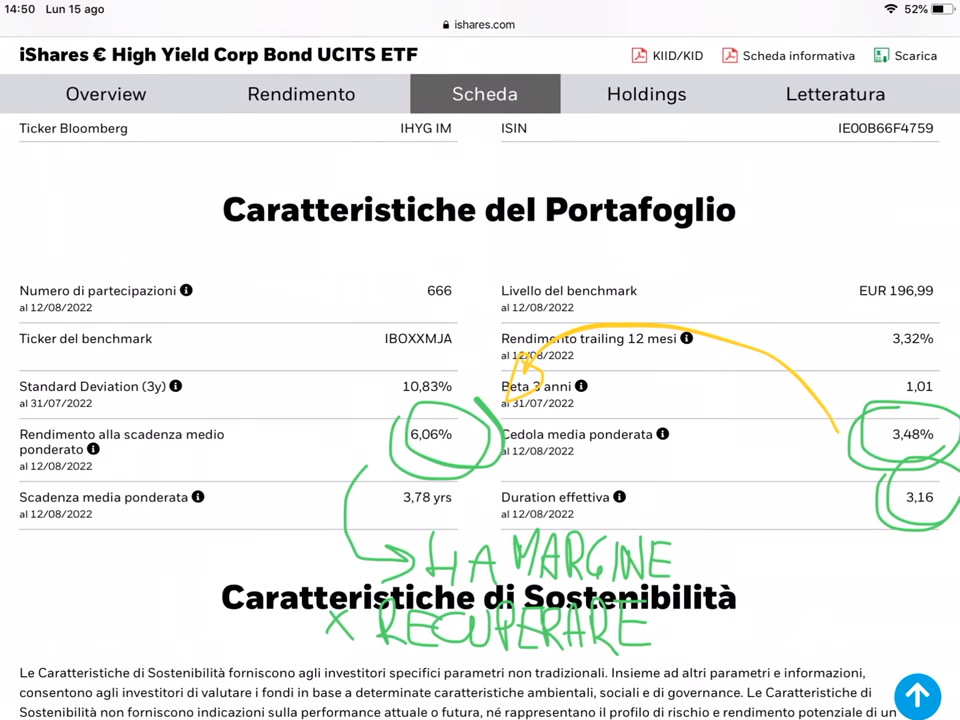 14:50 Lun 15 ago 52%
ishares.com
iShares € High Yield Corp Bond UCITS ETF KIID/KID Scheda informativa Scarica
Overview Rendimento Scheda Holdings Letteratura
Ticker Bloomberg IHYG IM ISIN IE00B66F4759
Caratteristiche del Portafoglio
Numero di partecipazioni 666
al 12/08/2022
Livello del benchmark EUR 196,99
al 12/08/2022
Ticker del benchmark IBOXXMJA
Rendimento trailing 12 mesi 3,32%
al 12/08/2022
Standard Deviation (3y) 10,83%
al 31/07/2022
Beta 3 anni 1,01
al 31/07/2022
Rendimento alla scadenza medio
ponderato 6,06%
al 12/08/2022
Cedola media ponderata 3,48%
al 12/08/2022
Scadenza media ponderata 3,78 yrs
al 12/08/2022
Duration effettiva 3,16
al 12/08/2022
HA MARGINE
Caratteristiche di Sostenibilità
x RECUPERARE
Le Caratteristiche di Sostenibilità forniscono agli investitori specifici parametri non tradizionali. Insieme ad altri parametri e informazioni,
consentono agli investitori di valutare i fondi in base a determinate caratteristiche ambientali, sociali e di governance. Le Caratteristiche di
Sostenibilità non forniscono indicazioni sulla performance attuale o futura, né rappresentano il profilo di rischio e rendimento potenziale di un